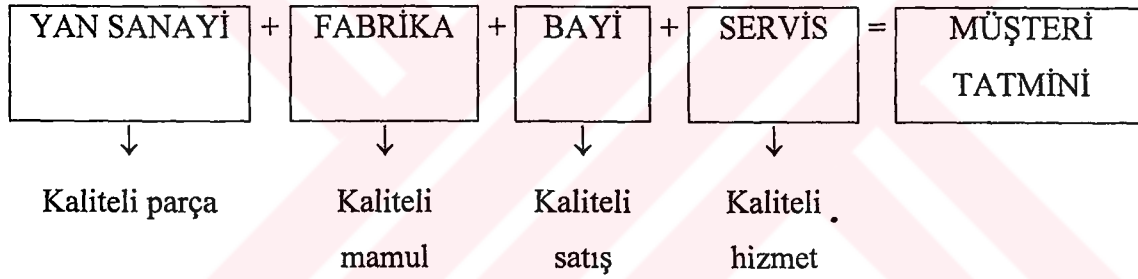 YAN SANAYİ + FABRİKA + BAYİ + SERVİS = MÜŞTERİ
TATMİNİ
↓ ↓ ↓ ↓
Kaliteli parça Kaliteli Kaliteli Kaliteli .
mamul satış hizmet